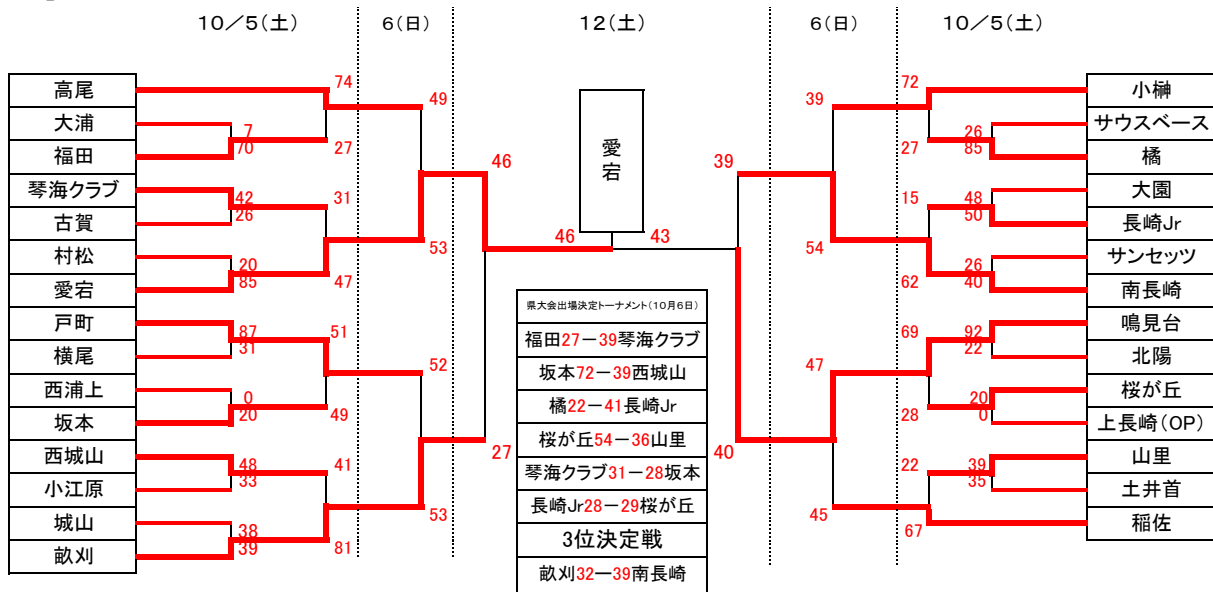 10／5(土)
6(日)
12(土)
6(日)
10／5(土)
高尾
大浦
福田
琴海クラブ
古賀
村松
愛宕
戸町
横尾
西浦上
坂本
西城山
小江原
城山
畝刈
74
7
70
27
42
26
31
20
85
47
87
31
51
0
20
49
48
33
41
38
39
81
49
53
52
53
46
27
愛宕
46
43
県大会出場決定トーナメント(10月6日)
福田27－39琴海クラブ
坂本72－39西城山
橘22－41長崎Jr
桜が丘54－36山里
琴海クラブ31－28坂本
長崎Jr28－29桜が丘
3位決定戦
畝刈32－39南長崎
39
40
39
54
47
45
72
26
85
27
15
48
50
26
40
62
69
92
22
20
0
28
22
39
35
67
小榊
サウスベース
橘
大園
長崎Jr
サンセッツ
南長崎
鳴見台
北陽
桜が丘
上長崎(OP)
山里
土井首
稲佐